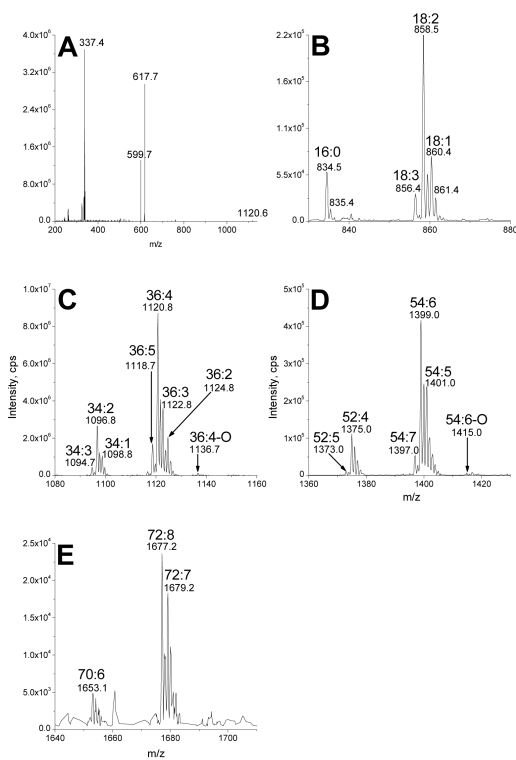 A
4.0x10⁶
3.2x10⁶
2.4x10⁶
1.6x10⁶
8.0x10⁵
0.0
337.4
617.7
599.7
1120.6
200 400 600 800 1000
m/z
B
2.2x10⁵
1.6x10⁵
1.1x10⁵
5.5x10⁴
0.0
18:2
858.5
16:0
834.5
835.4
18:3
856.4
18:1
860.4
861.4
840 860 880
m/z
C
Intensity, cps
1.0x10⁷
8.0x10⁶
6.0x10⁶
4.0x10⁶
2.0x10⁶
0.0
36:4
1120.8
36:5
1118.7
36:2
1124.8
36:3
1122.8
34:2
1096.8
34:3
1094.7
34:1
1098.8
36:4-O
1136.7
1080 1100 1120 1140 1160
m/z
D
Intensity, cps
5x10⁵
4x10⁵
3x10⁵
2x10⁵
1x10⁵
0
54:6
1399.0
54:5
1401.0
52:4
1375.0
52:5
1373.0
54:7
1397.0
54:6-O
1415.0
1360 1380 1400 1420
m/z
E
2.5x10⁴
2.0x10⁴
1.5x10⁴
1.0x10⁴
5.0x10³
0.0
72:8
1677.2
72:7
1679.2
70:6
1653.1
1640 1660 1680 1700
m/z